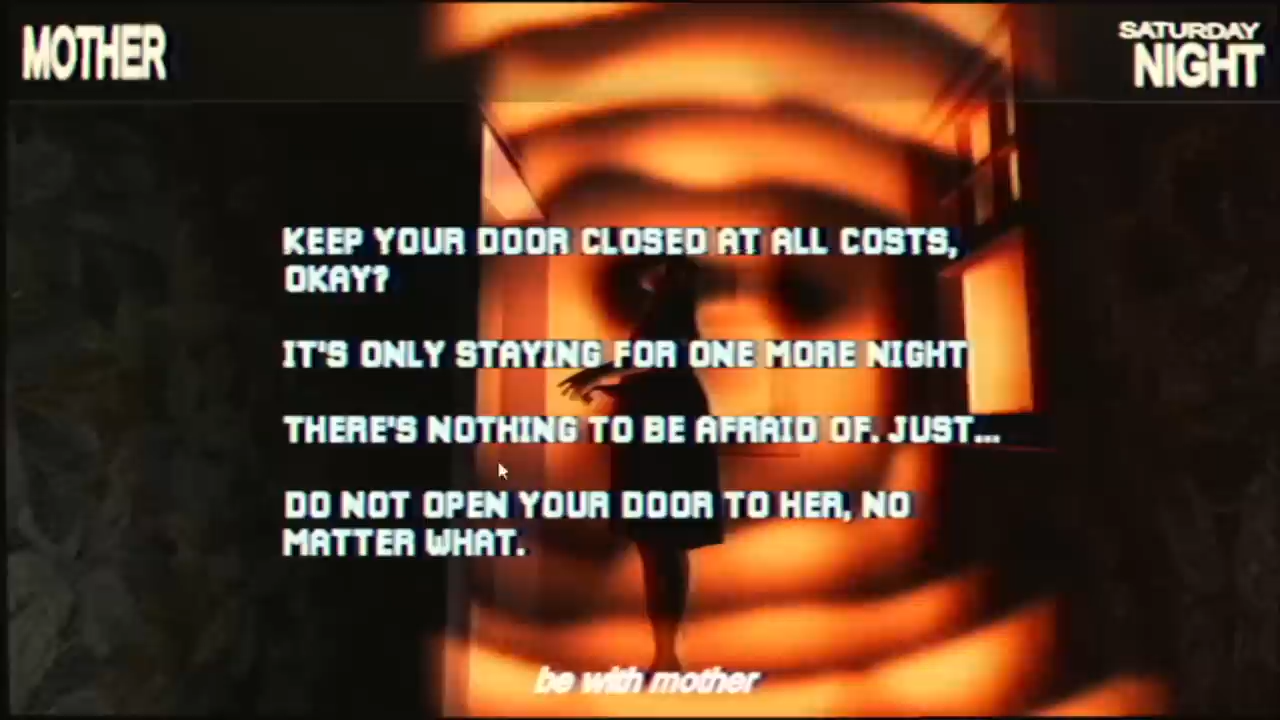 MOTHER
SATURDAY
NIGHT
KEEP YOUR DOOR CLOSED AT ALL COSTS,
OKAY?
IT'S ONLY STAYING FOR ONE MORE NIGHT
THERE'S NOTHING TO BE AFRAID OF. JUST...
DO NOT OPEN YOUR DOOR TO HER, NO
MATTER WHAT.
be with mother